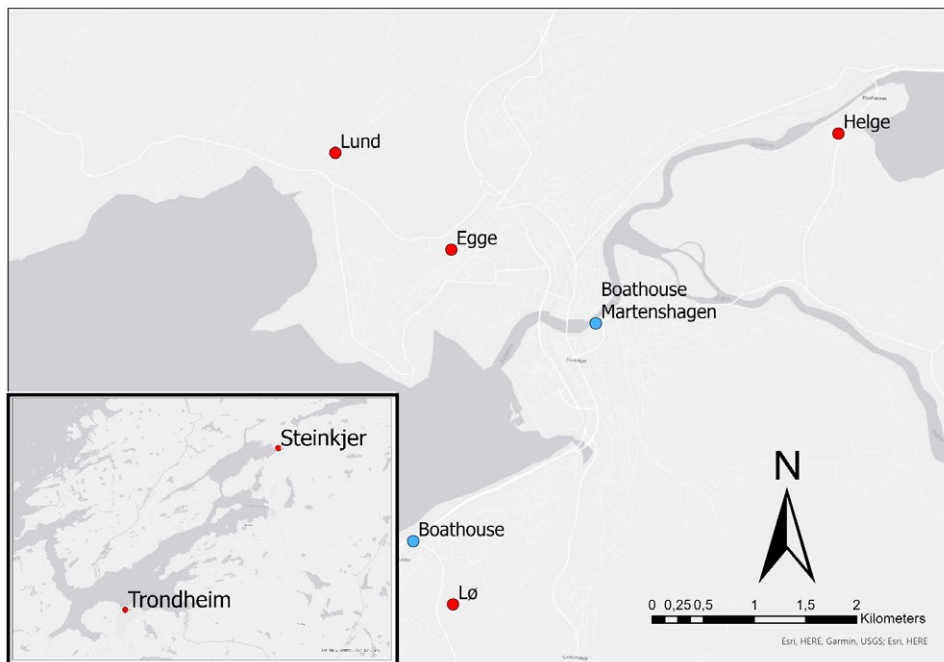 Lund
Helge
Egge
Boathouse
Martenshagen
Steinkjer
Trondheim
Boathouse
Lø
N
0 0,25 0,5 1 1,5 2
Kilometers
Esri, HERE, Garmin, USGS; Esri, HERE